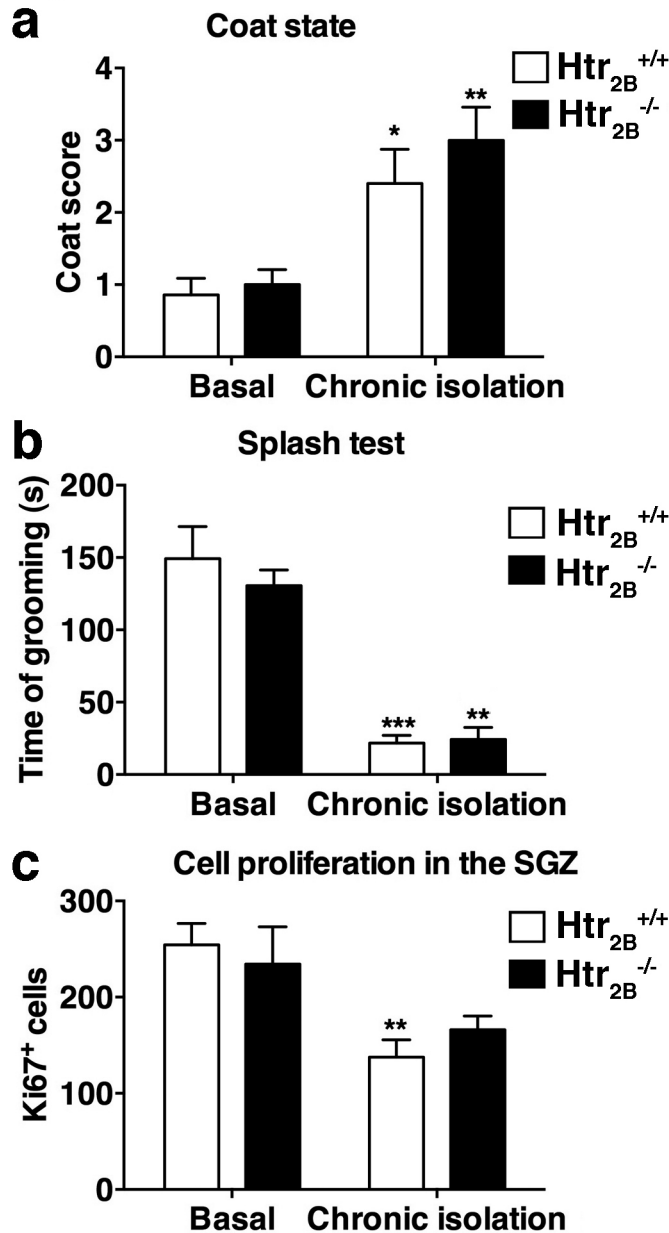 a
Coat state
Htr2B+/+
Htr2B-/-
Coat score
4
3
2
1
0
*
**
Basal
Chronic isolation
b
Splash test
Htr2B+/+
Htr2B-/-
Time of grooming (s)
200
150
100
50
0
***
**
Basal
Chronic isolation
c
Cell proliferation in the SGZ
Htr2B+/+
Htr2B-/-
Ki67+ cells
300
200
100
0
**
Basal
Chronic isolation